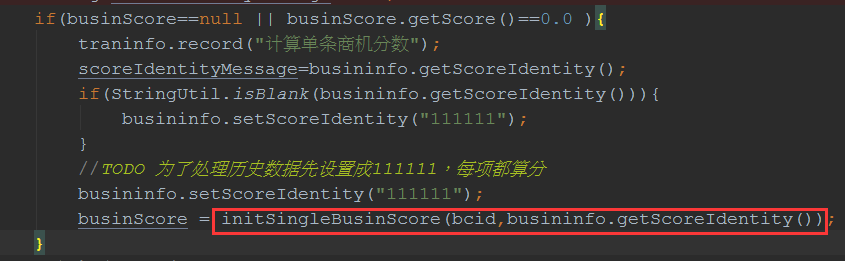 if(businScore==null || businScore.getScore()==0.0 ){
traninfo.record("计算单条商机分数");
scoreIdentityMessage=busininfo.getScoreIdentity();
if(StringUtil.isBlank(busininfo.getScoreIdentity())){
busininfo.setScoreIdentity("111111");
}
//TODO 为了处理历史数据先设置成111111，每项都算分
busininfo.setScoreIdentity("111111");
businScore = initSingleBusinScore(bcid,busininfo.getScoreIdentity());
}